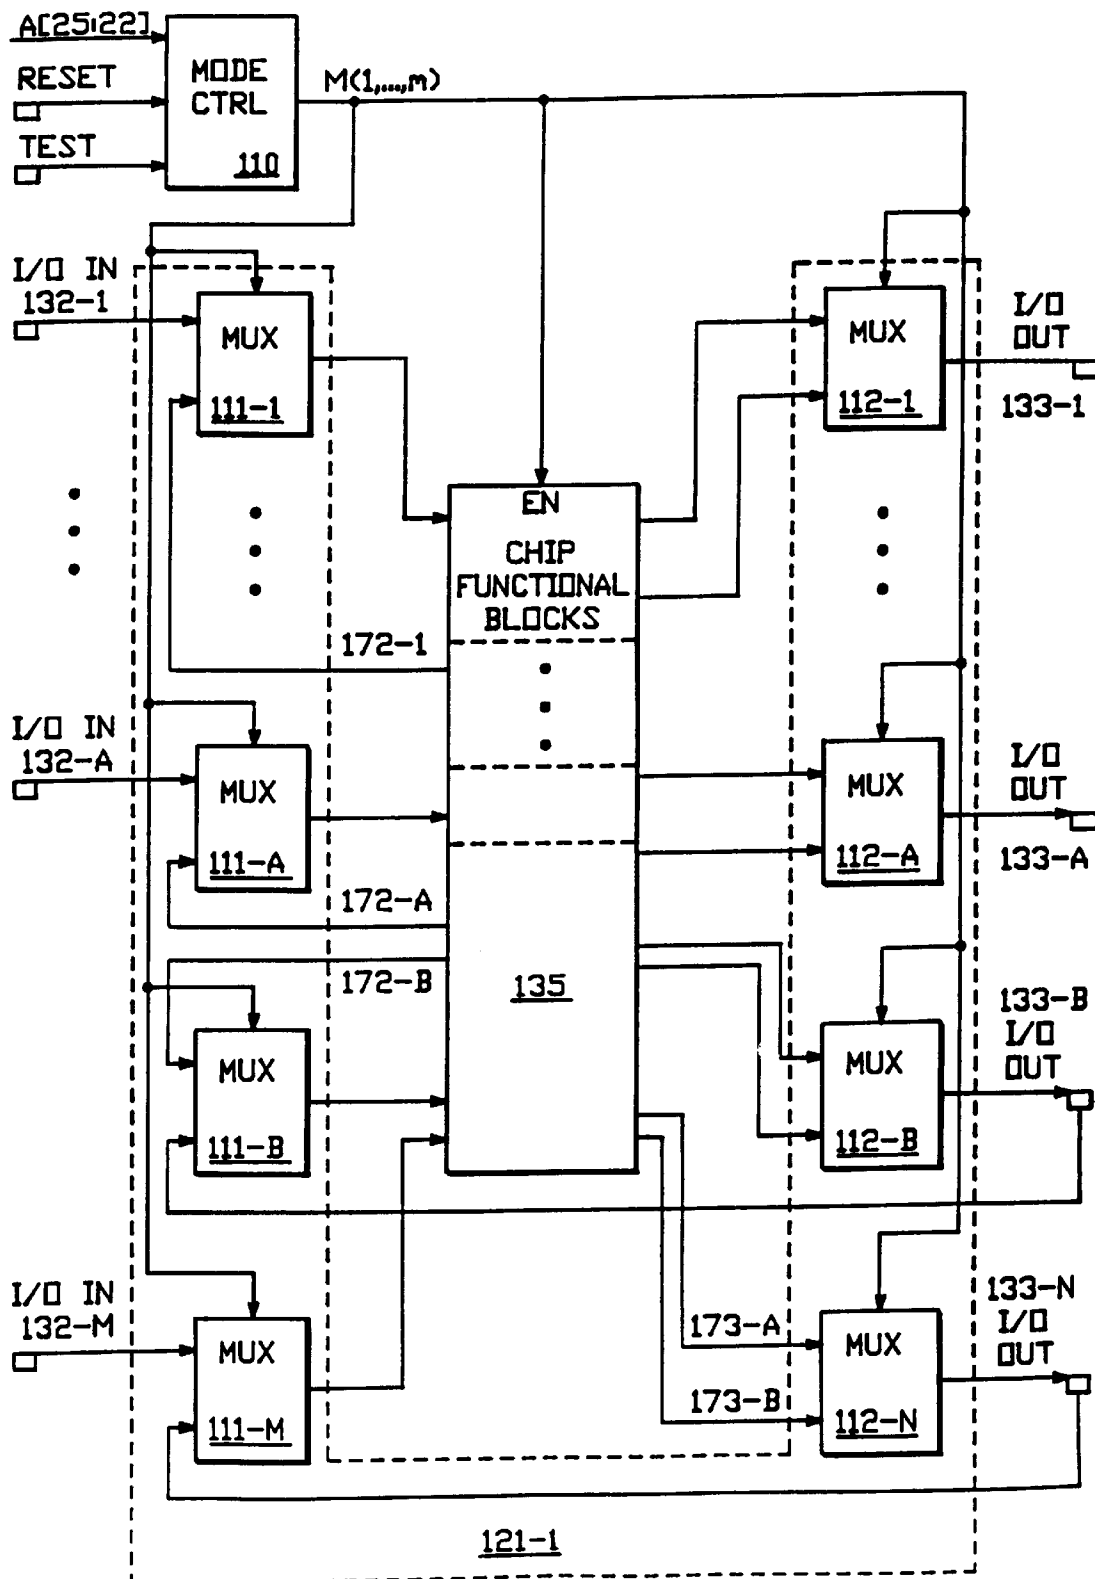 A[25:22]
RESET
TEST
MODE
CTRL
110
M(1,...,m)
I/O IN
132-1
MUX
111-1
MUX
112-1
I/O
OUT
133-1
EN
CHIP
FUNCTIONAL
BLOCKS
172-1
I/O IN
132-A
MUX
111-A
172-A
MUX
112-A
I/O
OUT
133-A
172-B
135
MUX
111-B
MUX
112-B
133-B
I/O
OUT
I/O IN
132-M
MUX
111-M
173-A
173-B
MUX
112-N
133-N
I/O
OUT
121-1